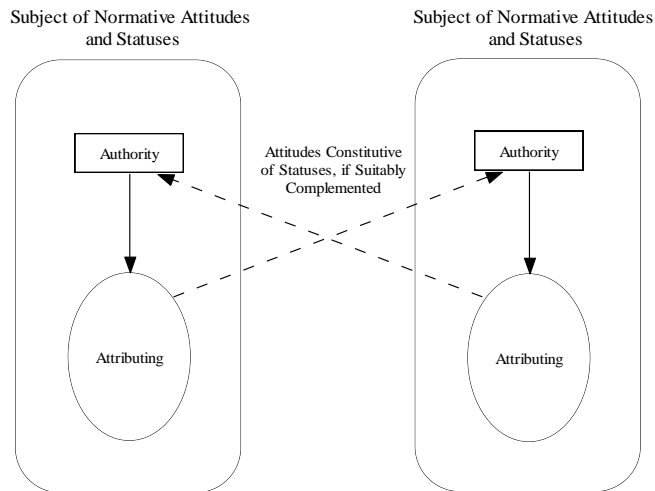 Subject of Normative Attitudes
and Statuses
Subject of Normative Attitudes
and Statuses
Authority
Attitudes Constitutive
of Statuses, if Suitably
Complemented
Authority
Attributing
Attributing